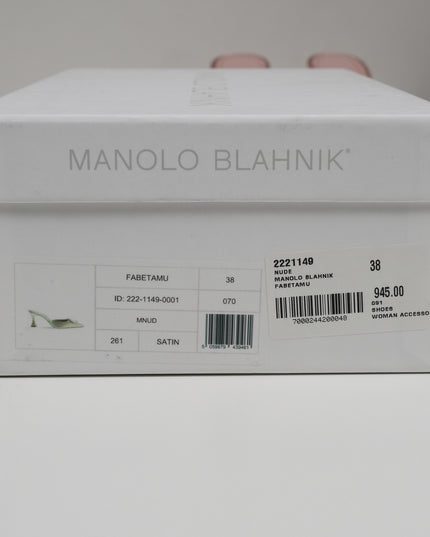 MANOLO BLAHNIK®
FABETAMU 38
ID: 222-1149-0001 070
MNUD
261 SATIN
2221149 38
NUDE
MANOLO BLAHNIK
FABETAMU
945.00
091
SHOES
WOMAN ACCESSO
7000244200048